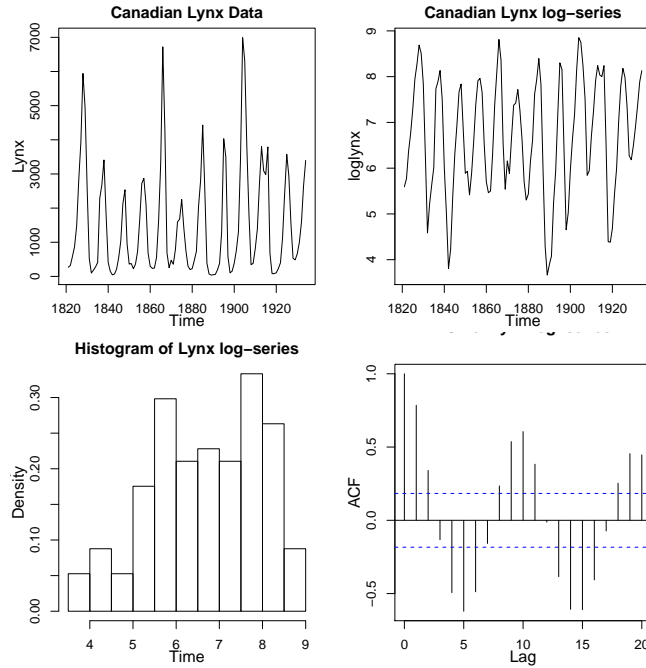 Canadian Lynx Data
Lynx
7000
5000
3000
1000
0
1820 1840 1860 1880 1900 1920
Time
Canadian Lynx log−series
loglynx
9
8
7
6
5
4
1820 1840 1860 1880 1900 1920
Time
Histogram of Lynx log−series
Density
0.30
0.20
0.10
0.00
4 5 6 7 8 9
Time
ACF
1.0
0.5
0.0
−0.5
0 5 10 15 20
Lag